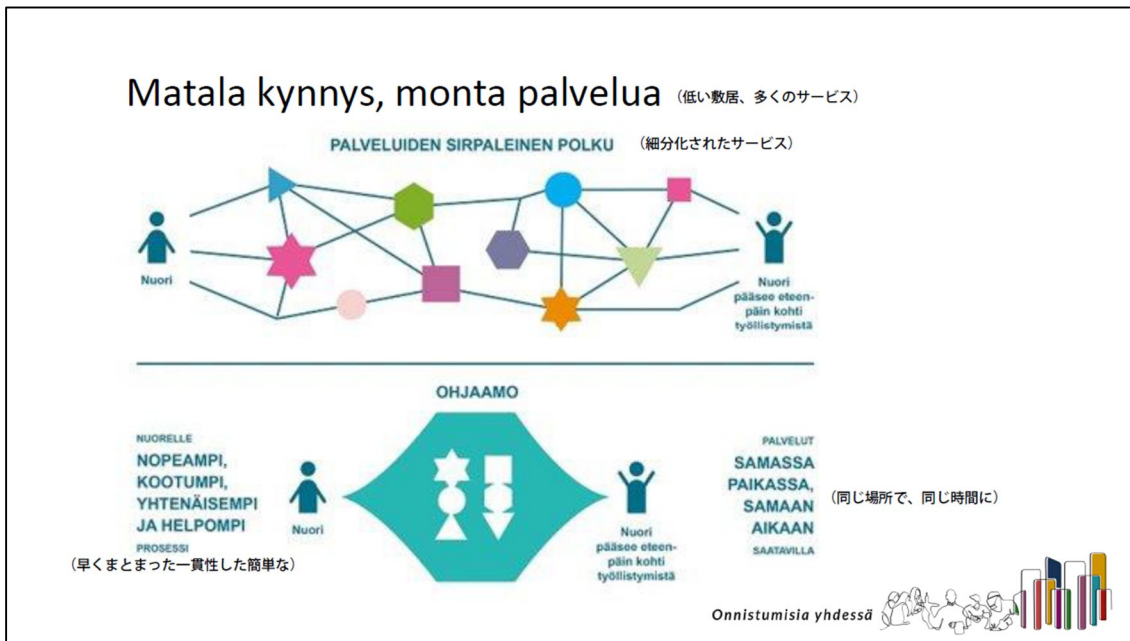 Matala kynnys, monta palvelua (低い敷居、多くのサービス)
PALVELUIDEN SIRPALEINEN POLKU (細分化されたサービス)
Nuori
Nuori
pääsee eteen-
päin kohti
työllistymistä
OHJAAMO
NUORELLE
NOPEAMPI,
KOOTUMPI,
YHTENÄISEMPI
JA HELPOMPI
PROSESSI
(早くまとまった一貫性した簡単な)
Nuori
Nuori
pääsee eteen-
päin kohti
työllistymistä
PALVELUT
SAMASSA
PAIKASSA,
SAMAAN
AIKAAN
SAATAVILLA
(同じ場所で、同じ時間に)
Onnistumisia yhdessä